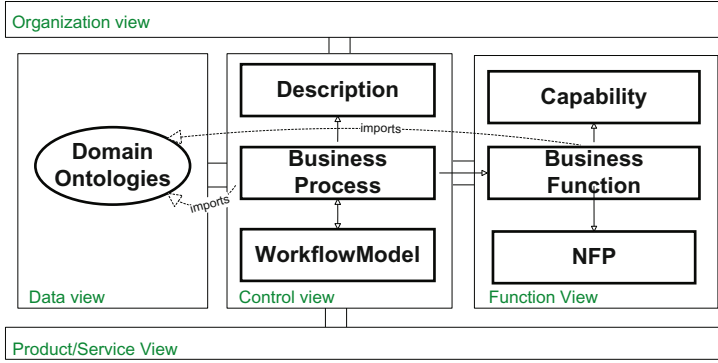 Organization view
Description
Capability
imports
Domain
Ontologies
Business
Process
Business
Function
imports
WorkflowModel
NFP
Data view
Control view
Function View
Product/Service View